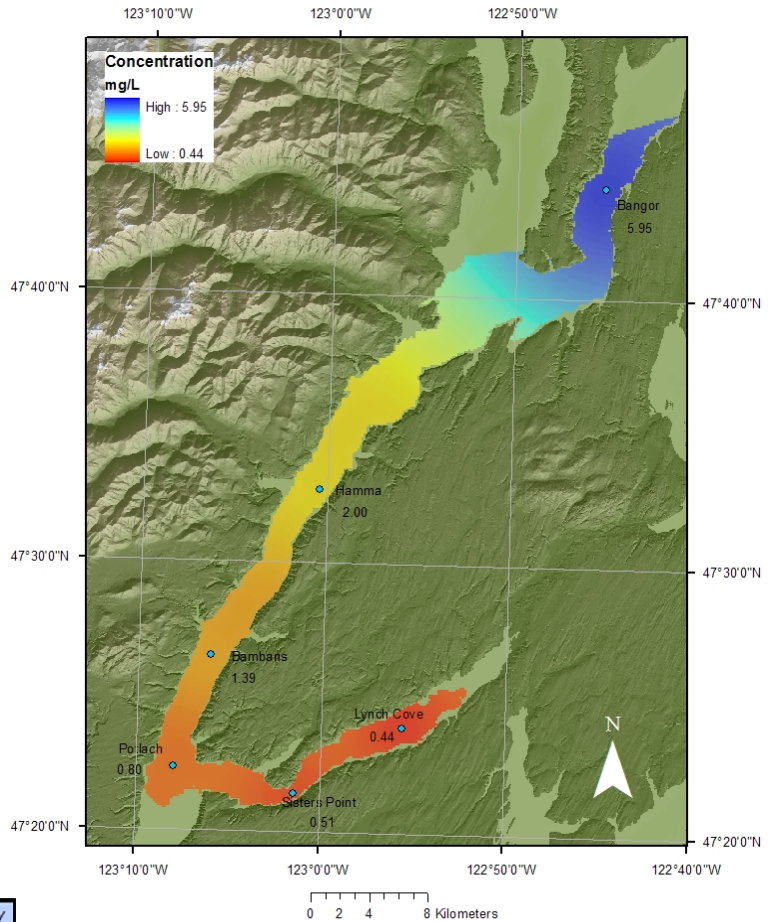 123°10'0"W 123°0'0"W 122°50'0"W
Concentration
mg/L
High : 5.95
Low : 0.44
Bangor
5.95
47°40'0"N 47°40'0"N
Hamma
2.00
47°30'0"N 47°30'0"N
Bambans
1.39
Lynch Cove
0.44
N
Potlach
0.80
Sisters Point
0.51
47°20'0"N 47°20'0"N
123°10'0"W 123°0'0"W 122°50'0"W 122°40'0"W
0 2 4 8 Kilometers